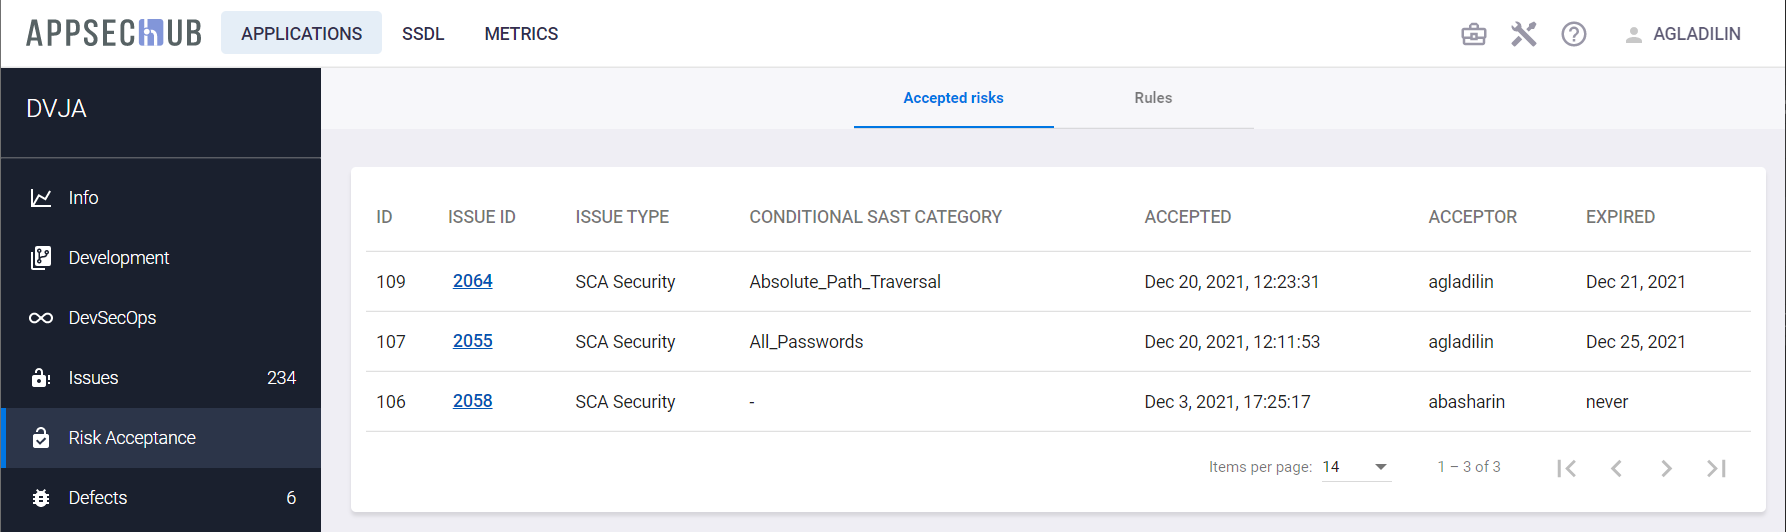 APPSECHUB APPLICATIONS SSDL METRICS AGLADILIN
DVJA
Accepted risks Rules
Info
Development
DevSecOps
Issues 234
Risk Acceptance
Defects 6
ID ISSUE ID ISSUE TYPE CONDITIONAL SAST CATEGORY ACCEPTED ACCEPTOR EXPIRED
109 2064 SCA Security Absolute_Path_Traversal Dec 20, 2021, 12:23:31 agladilin Dec 21, 2021
107 2055 SCA Security All_Passwords Dec 20, 2021, 12:11:53 agladilin Dec 25, 2021
106 2058 SCA Security - Dec 3, 2021, 17:25:17 abasharin never
Items per page: 14 1 – 3 of 3